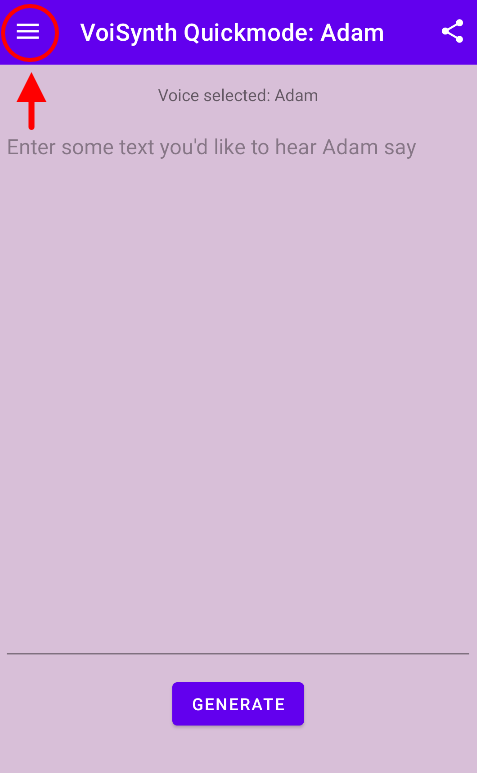 VoiSynth Quickmode: Adam
Voice selected: Adam
Enter some text you'd like to hear Adam say
GENERATE